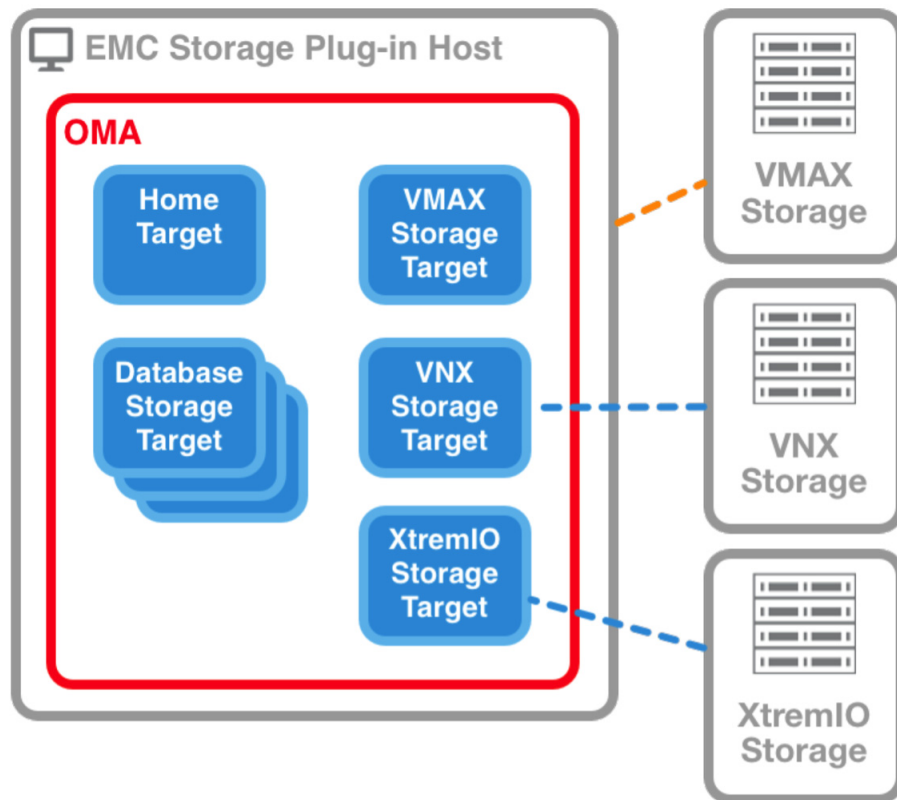 EMC Storage Plug-in Host
OMA
Home
Target
VMAX
Storage
Target
Database
Storage
Target
VNX
Storage
Target
XtremIO
Storage
Target
VMAX
Storage
VNX
Storage
XtremIO
Storage